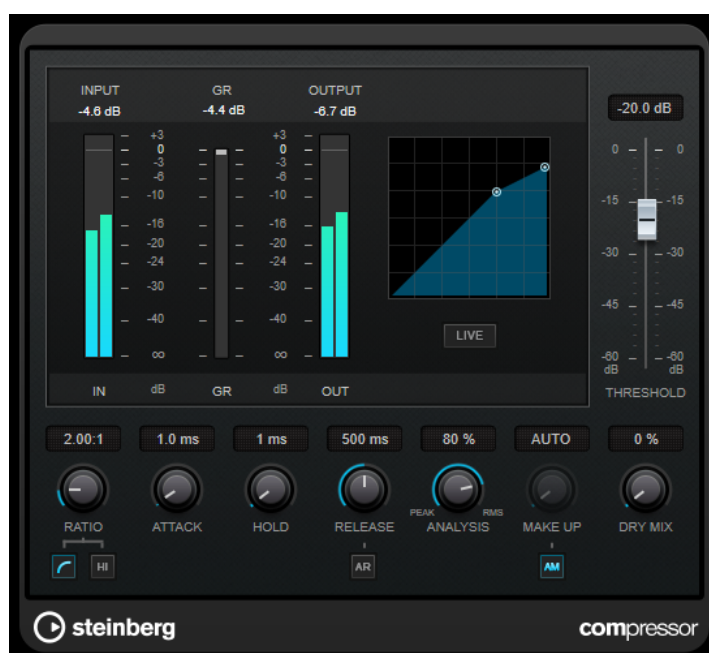 INPUT GR OUTPUT
-4.6 dB -4.4 dB -6.7 dB
-20.0 dB
+3 +3
0 0
-3 -3
-6 -6
-10 -10
-16 -16
-20 -20
-24 -24
-30 -30
-40 -40
∞ ∞
0 0
-15 -15
-30 -30
-45 -45
-60 -60
dB dB
LIVE
IN dB GR dB OUT
THRESHOLD
2.00:1 1.0 ms 1 ms 500 ms 80 % AUTO 0 %
PEAK RMS
RATIO ATTACK HOLD RELEASE ANALYSIS MAKE UP DRY MIX
HI AR AM
steinberg compressor